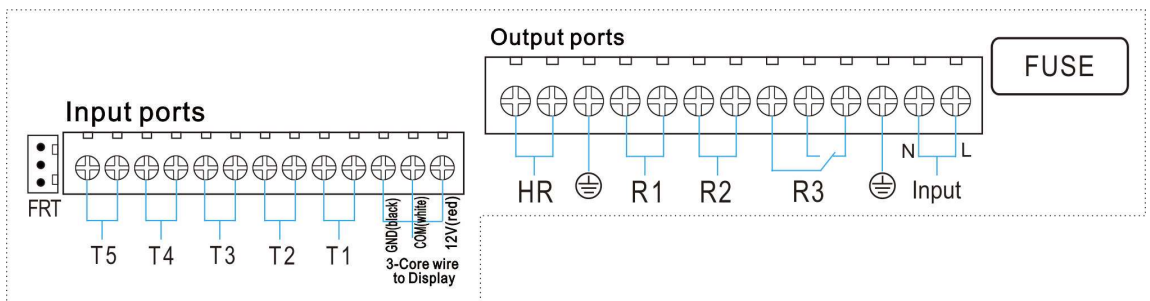 Output ports
FUSE
Input ports
N L
HR R1 R2 R3 Input
FRT
T5 T4 T3 T2 T1
GND(black)
COM(white)
12V(red)
3-Core wire
to Display